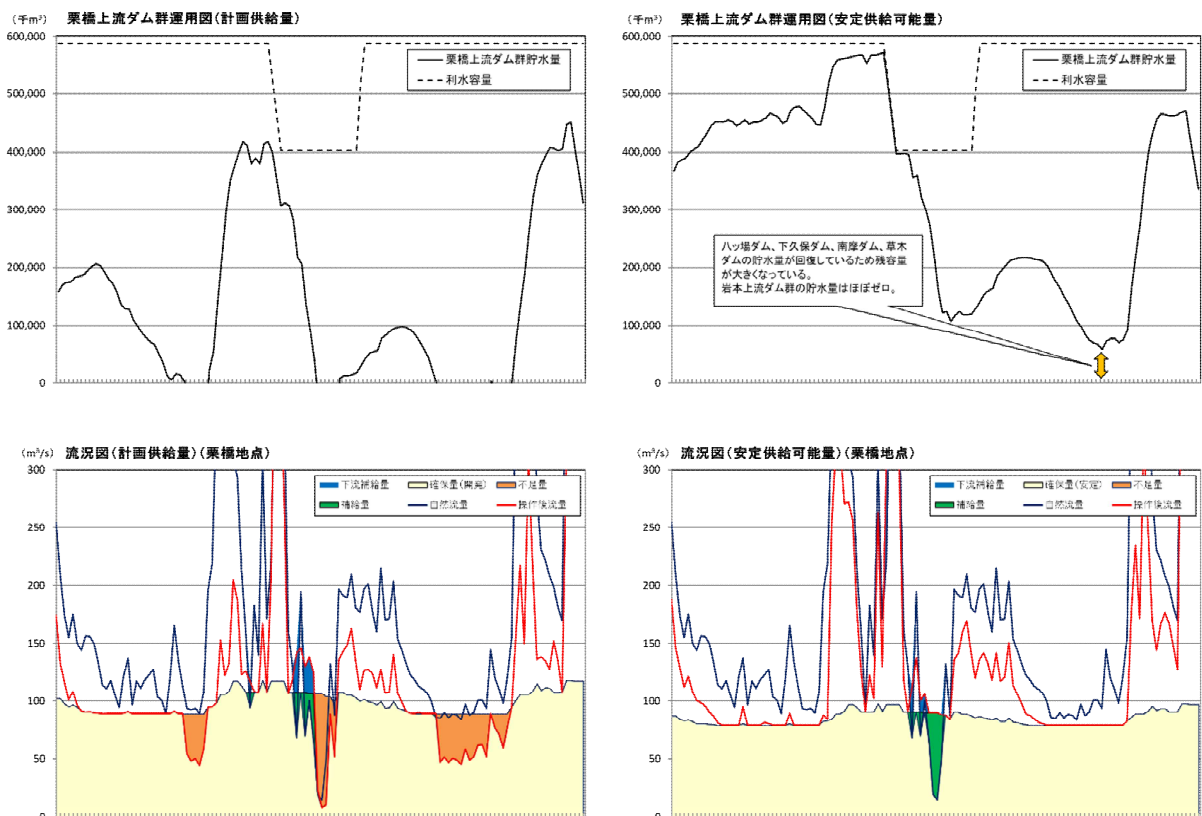 (千m³) 栗橋上流ダム群運用図(計画供給量)
600,000
500,000
400,000
300,000
200,000
100,000
0
栗橋上流ダム群貯水量
利水容量
(千m³) 栗橋上流ダム群運用図(安定供給可能量)
600,000
500,000
400,000
300,000
200,000
100,000
0
栗橋上流ダム群貯水量
利水容量
八ッ場ダム、下久保ダム、南摩ダム、草木
ダムの貯水量が回復しているため残容量
が大きくなっている。
岩本上流ダム群の貯水量はほぼゼロ。
(m³/s) 流況図(計画供給量)(栗橋地点)
300
250
200
150
100
50
0
下流補給量 確保量(開発) 不足量
補給量 自然流量 操作後流量
(m³/s) 流況図(安定供給可能量)(栗橋地点)
300
250
200
150
100
50
0
下流補給量 確保量(安定) 不足量
補給量 自然流量 操作後流量